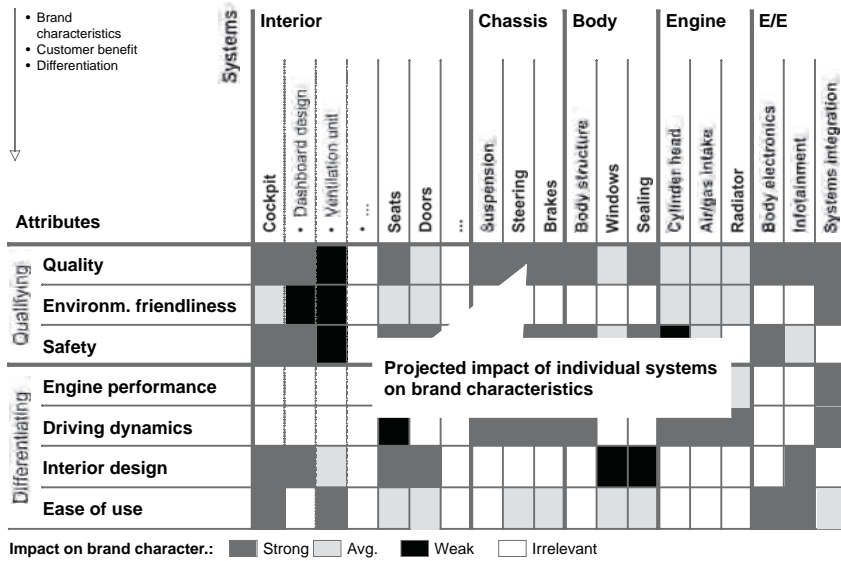 • Brand
characteristics
• Customer benefit
• Differentiation
Systems
Interior
Chassis
Body
Engine
E/E
Cockpit
• Dashboard design
• Ventilation unit
• ...
Seats
Doors
...
Suspension
Steering
Brakes
Body structure
Windows
Sealing
Cylinder head
Air/gas intake
Radiator
Body electronics
Infotainment
Systems integration
Attributes
Qualifying
Quality
Environm. friendliness
Safety
Differentiating
Engine performance
Driving dynamics
Interior design
Ease of use
Projected impact of individual systems
on brand characteristics
Impact on brand character.: Strong Avg. Weak Irrelevant